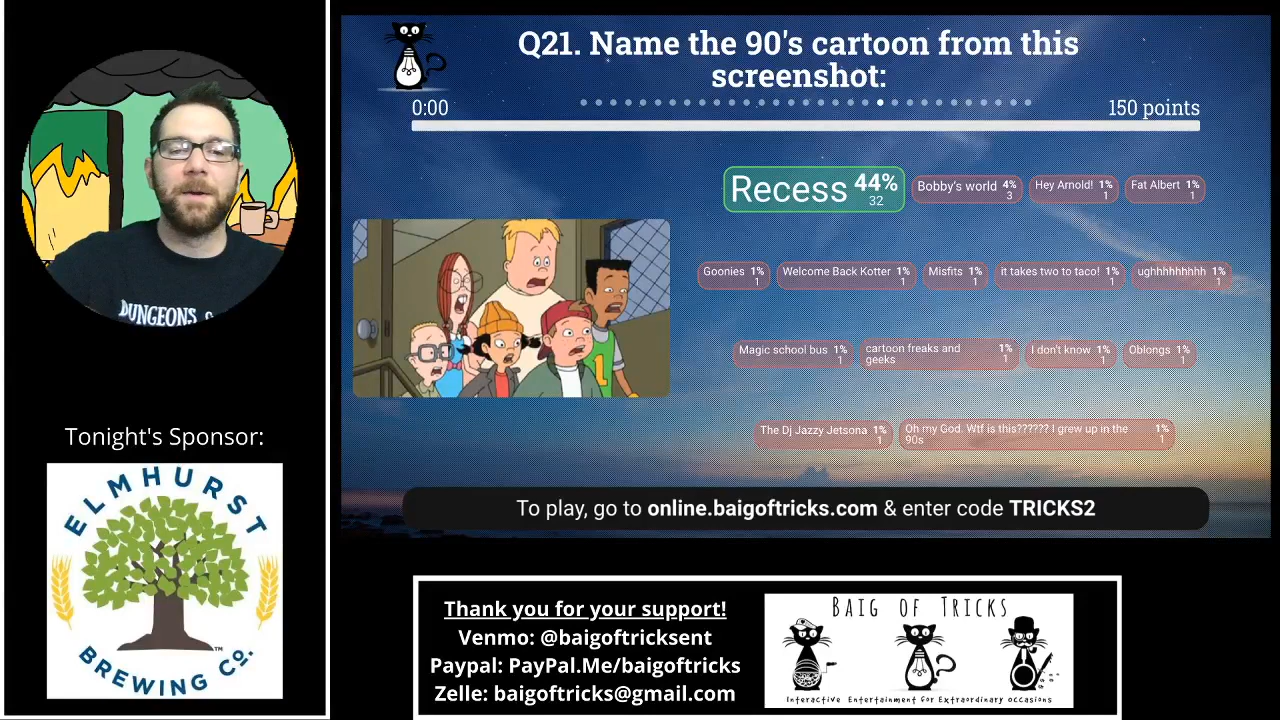 Q21. Name the 90's cartoon from this
screenshot:
0:00
150 points
Recess 44%
32
Bobby's world 4%
3
Hey Arnold! 1%
1
Fat Albert 1%
1
Goonies 1%
1
Welcome Back Kotter 1%
1
Misfits 1%
1
it takes two to taco! 1%
1
ughhhhhhhh 1%
1
Magic school bus 1%
1
cartoon freaks and
geeks
1%
1
I don't know 1%
1
Oblongs 1%
1
The Dj Jazzy Jetsona 1%
1
Oh my God. Wtf is this?????? I grew up in the
90s
1%
1
To play, go to online.baigoftricks.com & enter code TRICKS2
DUNGEONS
Tonight's Sponsor:
ELMHURST
BREWING CO.
TM
Thank you for your support!
Venmo: @baigoftricksent
Paypal: PayPal.Me/baigoftricks
Zelle: baigoftricks@gmail.com
BAIG OF TRICKS
Interactive Entertainment for Extraordinary occasions